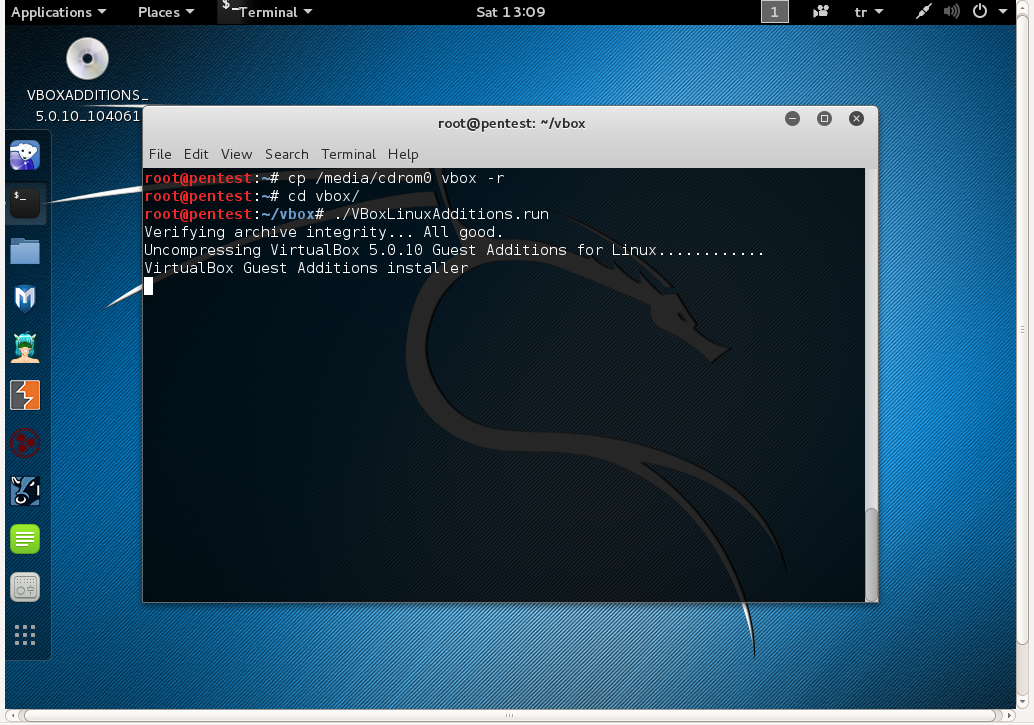 Applications Places $_Terminal Sat 13:09 1 tr
VBOXADDITIONS_
5.0.10_104061
root@pentest: ~/vbox
File Edit View Search Terminal Help
root@pentest:~# cp /media/cdrom0 vbox -r
root@pentest:~# cd vbox/
root@pentest:~/vbox# ./VBoxLinuxAdditions.run
Verifying archive integrity... All good.
Uncompressing VirtualBox 5.0.10 Guest Additions for Linux............
VirtualBox Guest Additions installer
$_